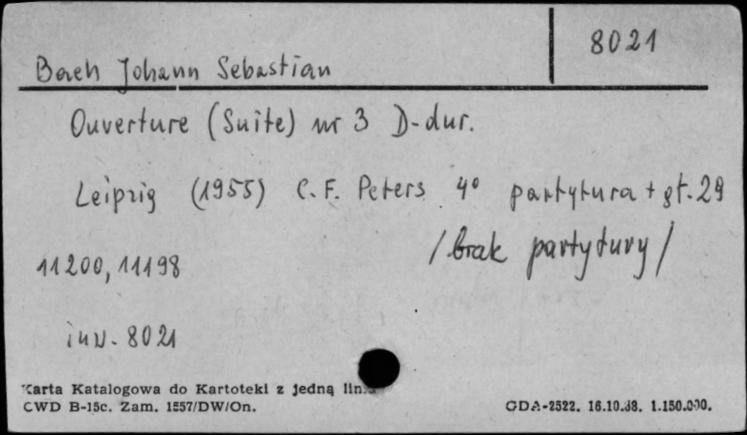 8021
Bach Johann Sebastian
Ouverture (Suite) nr 3 D-dur.
Leipzig (1955) C. F. Peters 4° partytura + gł. 29
/ brak partytury /
11200, 11198
inw. 8021
Karta Katalogowa do Kartoteki z jedną lin
CWD B-15c. Zam. 1557/DW/On.
GDA-2522. 16.10.38. 1.150.000.